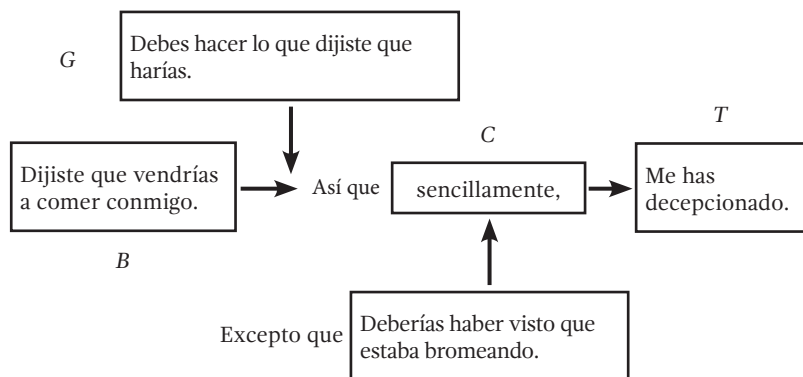 G
Debes hacer lo que dijiste que
harías.
C
T
Dijiste que vendrías
a comer conmigo.
Así que
sencillamente,
Me has
decepcionado.
B
Excepto que
Deberías haber visto que
estaba bromeando.